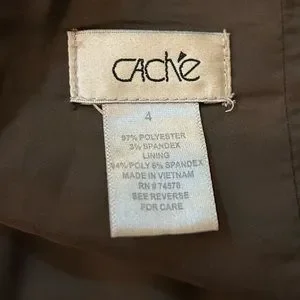 CAChé
4
97% POLYESTER
3% SPANDEX
LINING
94% POLY 6% SPANDEX
MADE IN VIETNAM
RN # 74578
SEE REVERSE
FOR CARE